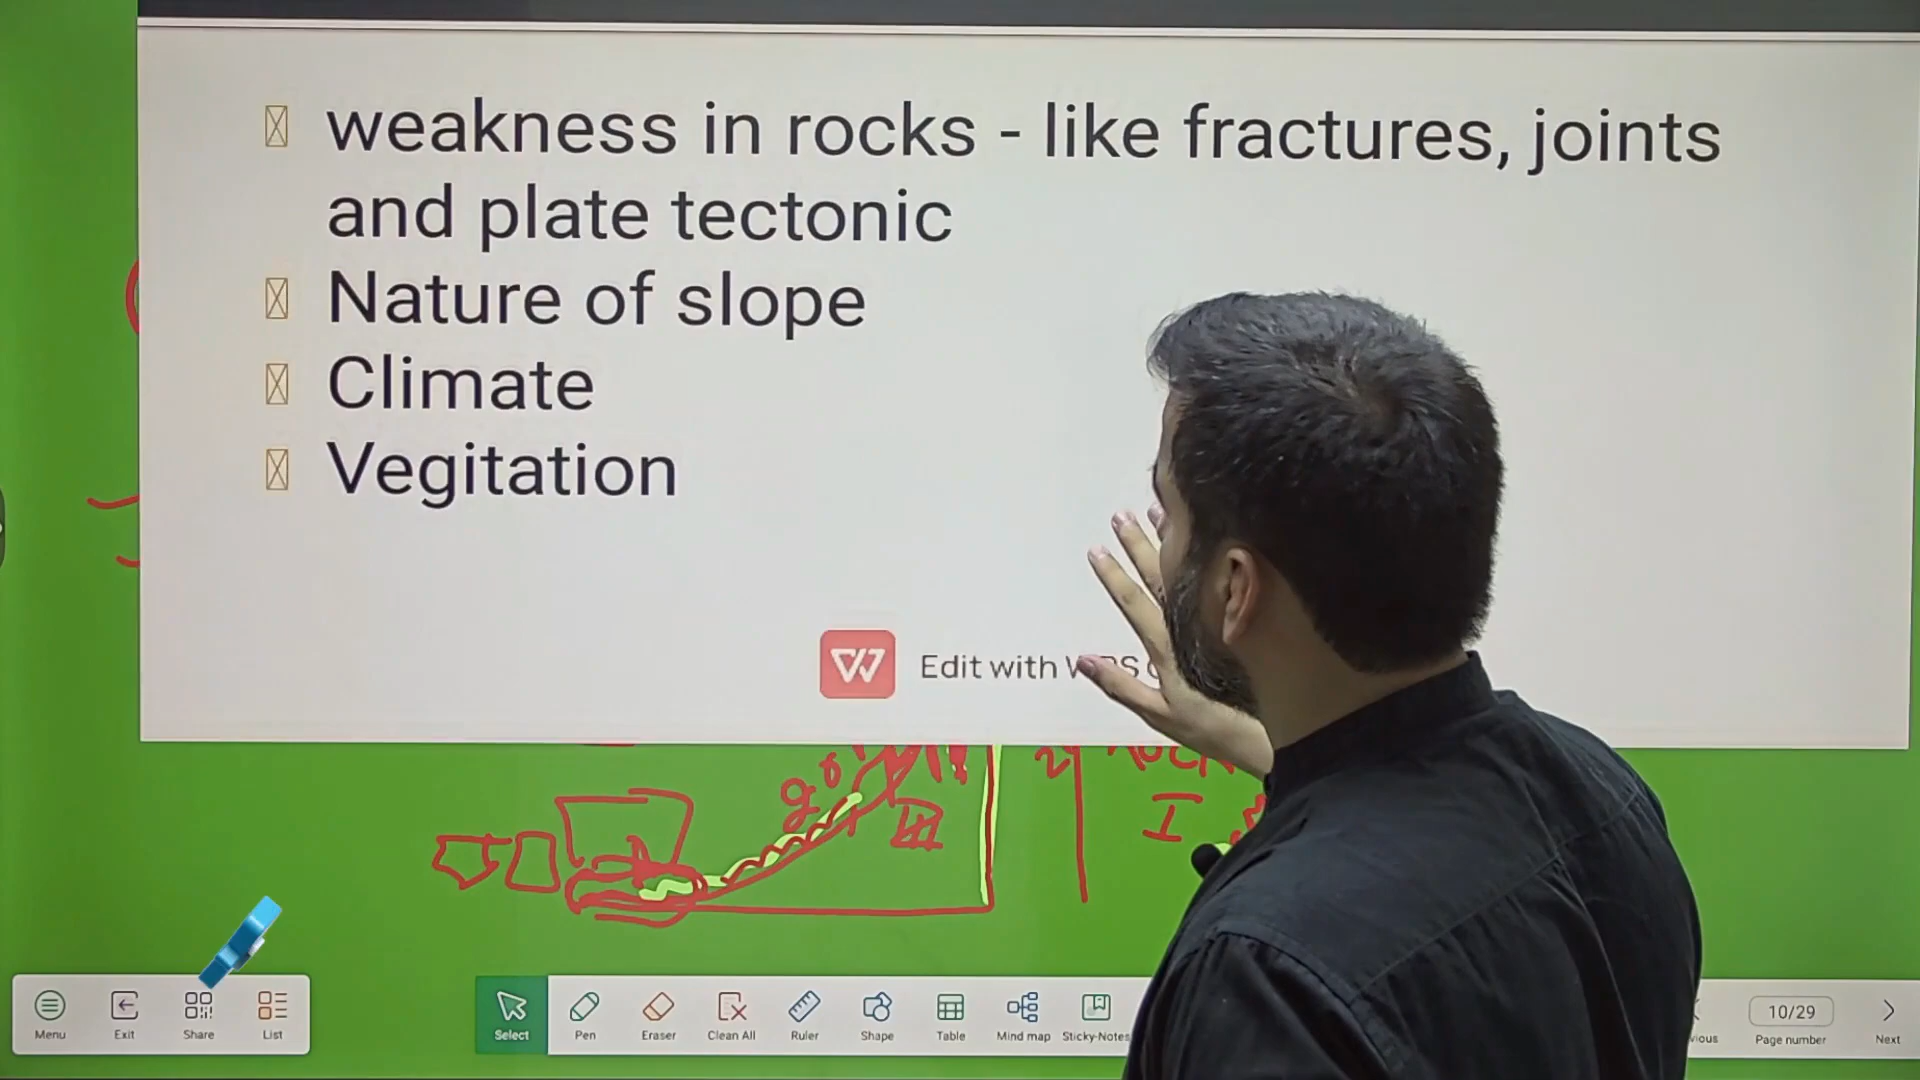 weakness in rocks - like fractures, joints
and plate tectonic
Nature of slope
Climate
Vegitation
Edit with WPS
Menu
Exit
Share
List
Select
Pen
Eraser
Clean All
Ruler
Shape
Table
Mind map
Sticky-Notes
10/29
Page number
Next